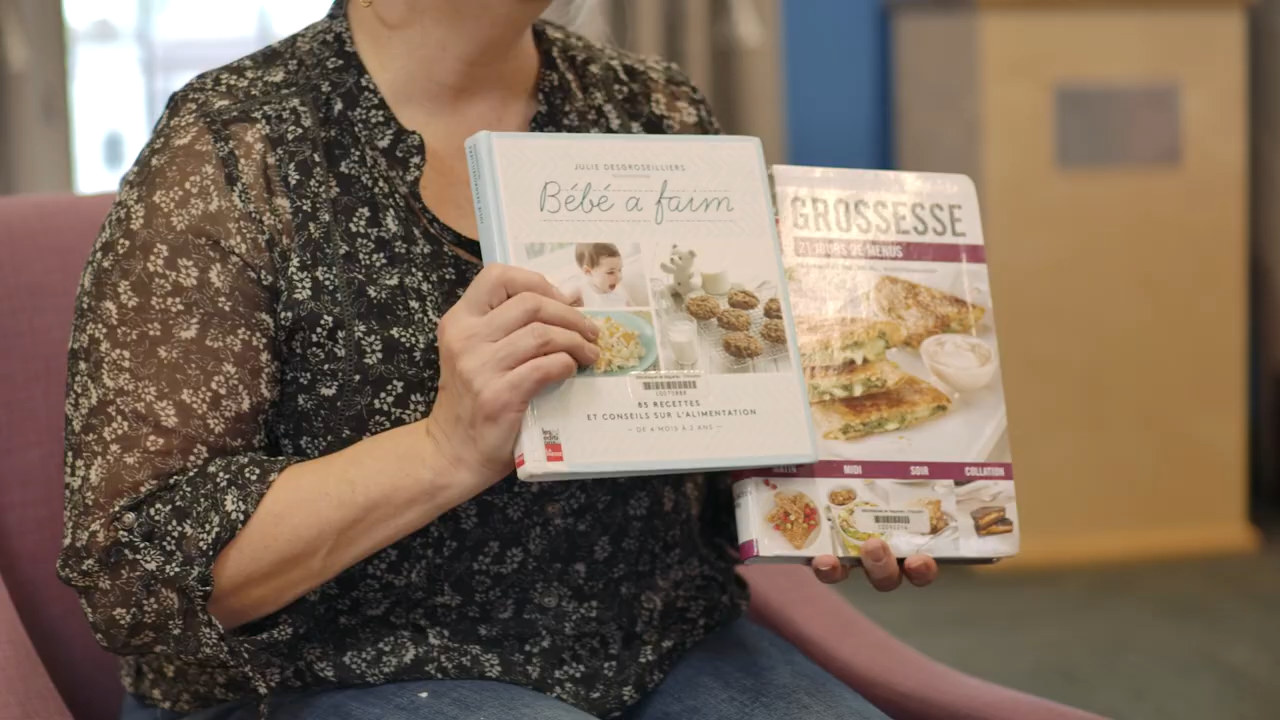 JULIE DESGROSEILLIERS
Bébé a faim
85 RECETTES
ET CONSEILS SUR L'ALIMENTATION
– DE 4 MOIS À 2 ANS –
GROSSESSE
21 JOURS DE MENUS
MATIN MIDI SOIR COLLATION